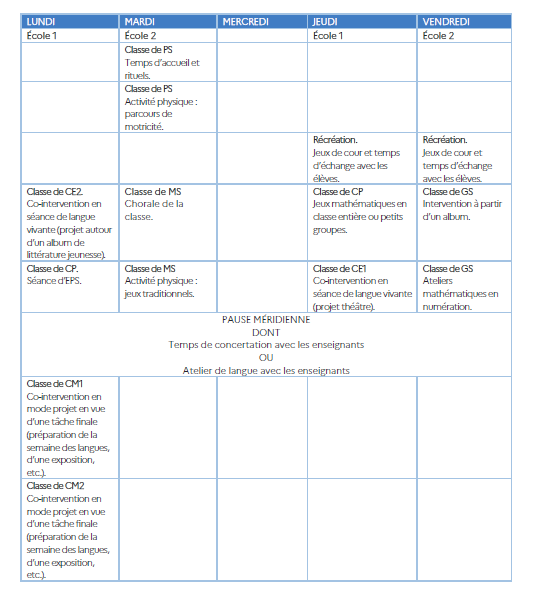 LUNDI MARDI MERCREDI JEUDI VENDREDI
École 1 École 2 École 1 École 2
Classe de PS
Temps d'accueil et
rituels.
Classe de PS
Activité physique :
parcours de
motricité.
Récréation.
Jeux de cour et temps
d'échange avec les
élèves.
Récréation.
Jeux de cour et
temps d'échange
avec les élèves.
Classe de CE2.
Co-intervention en
séance de langue
vivante (projet autour
d'un album de
littérature jeunesse).
Classe de MS
Chorale de la
classe.
Classe de CP
Jeux mathématiques en
classe entière ou petits
groupes.
Classe de GS
Intervention à partir
d'un album.
Classe de CP.
Séance d'EPS.
Classe de MS
Activité physique :
jeux traditionnels.
Classe de CE1
Co-intervention en
séance de langue vivante
(projet théâtre).
Classe de GS
Ateliers
mathématiques en
numération.
PAUSE MÉRIDIENNE
DONT
Temps de concertation avec les enseignants
OU
Atelier de langue avec les enseignants
Classe de CM1
Co-intervention en
mode projet en vue
d'une tâche finale
(préparation de la
semaine des langues,
d'une exposition,
etc.).
Classe de CM2
Co-intervention en
mode projet en vue
d'une tâche finale
(préparation de la
semaine des langues,
d'une exposition,
etc.).